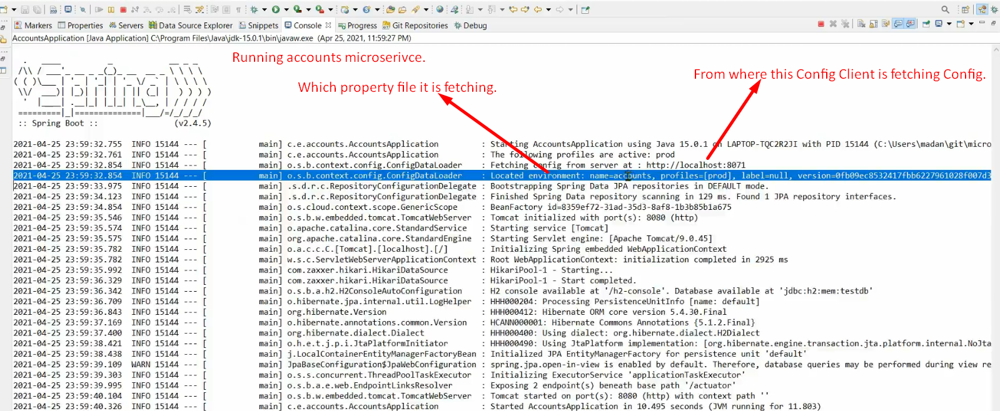 Markers Properties Servers Data Source Explorer Snippets Console Progress Git Repositories Debug
AccountsApplication [Java Application] C:\Program Files\Java\jdk-15.0.1\bin\javaw.exe (Apr 25, 2021, 11:59:27 PM)
Running accounts microserivce.
From where this Config Client is fetching Config.
Which property file it is fetching.
:: Spring Boot :: (v2.4.5)
2021-04-25 23:59:32.755 INFO 15144 --- [ main] c.e.accounts.AccountsApplication : Starting AccountsApplication using Java 15.0.1 on LAPTOP-TQC2R2JI with PID 15144 (C:\Users\madan\git\micro
2021-04-25 23:59:32.761 INFO 15144 --- [ main] c.e.accounts.AccountsApplication : The following profiles are active: prod
2021-04-25 23:59:32.854 INFO 15144 --- [ main] o.s.b.context.config.ConfigDataLoader : Fetching config from server at : http://localhost:8071
2021-04-25 23:59:32.854 INFO 15144 --- [ main] o.s.b.context.config.ConfigDataLoader : Located environment: name=accounts, profiles=[prod], label=null, version=0fb09ec8532417fbb6227961028f007d3
2021-04-25 23:59:33.975 INFO 15144 --- [ main] .s.d.r.c.RepositoryConfigurationDelegate : Bootstrapping Spring Data JPA repositories in DEFAULT mode.
2021-04-25 23:59:34.123 INFO 15144 --- [ main] .s.d.r.c.RepositoryConfigurationDelegate : Finished Spring Data repository scanning in 129 ms. Found 1 JPA repository interfaces.
2021-04-25 23:59:34.854 INFO 15144 --- [ main] o.s.cloud.context.scope.GenericScope : BeanFactory id=8359ef72-31ad-35d3-8af8-1b3b85b1a675
2021-04-25 23:59:35.546 INFO 15144 --- [ main] o.s.b.w.embedded.tomcat.TomcatWebServer : Tomcat initialized with port(s): 8080 (http)
2021-04-25 23:59:35.574 INFO 15144 --- [ main] o.apache.catalina.core.StandardService : Starting service [Tomcat]
2021-04-25 23:59:35.575 INFO 15144 --- [ main] org.apache.catalina.core.StandardEngine : Starting Servlet engine: [Apache Tomcat/9.0.45]
2021-04-25 23:59:35.782 INFO 15144 --- [ main] o.a.c.c.C.[Tomcat].[localhost].[/] : Initializing Spring embedded WebApplicationContext
2021-04-25 23:59:35.782 INFO 15144 --- [ main] w.s.c.ServletWebServerApplicationContext : Root WebApplicationContext: initialization completed in 2925 ms
2021-04-25 23:59:35.992 INFO 15144 --- [ main] com.zaxxer.hikari.HikariDataSource : HikariPool-1 - Starting...
2021-04-25 23:59:36.329 INFO 15144 --- [ main] com.zaxxer.hikari.HikariDataSource : HikariPool-1 - Start completed.
2021-04-25 23:59:36.342 INFO 15144 --- [ main] o.s.b.a.h2.H2ConsoleAutoConfiguration : H2 console available at '/h2-console'. Database available at 'jdbc:h2:mem:testdb'
2021-04-25 23:59:36.709 INFO 15144 --- [ main] o.hibernate.jpa.internal.util.LogHelper : HHH000204: Processing PersistenceUnitInfo [name: default]
2021-04-25 23:59:36.843 INFO 15144 --- [ main] org.hibernate.Version : HHH000412: Hibernate ORM core version 5.4.30.Final
2021-04-25 23:59:37.169 INFO 15144 --- [ main] o.hibernate.annotations.common.Version : HCANN000001: Hibernate Commons Annotations {5.1.2.Final}
2021-04-25 23:59:37.400 INFO 15144 --- [ main] org.hibernate.dialect.Dialect : HHH000400: Using dialect: org.hibernate.dialect.H2Dialect
2021-04-25 23:59:38.421 INFO 15144 --- [ main] o.h.e.t.j.p.i.JtaPlatformInitiator : HHH000490: Using JtaPlatform implementation: [org.hibernate.engine.transaction.jta.platform.internal.NoJta
2021-04-25 23:59:38.438 INFO 15144 --- [ main] j.LocalContainerEntityManagerFactoryBean : Initialized JPA EntityManagerFactory for persistence unit 'default'
2021-04-25 23:59:39.109 WARN 15144 --- [ main] JpaBaseConfiguration$JpaWebConfiguration : spring.jpa.open-in-view is enabled by default. Therefore, database queries may be performed during view re
2021-04-25 23:59:39.303 INFO 15144 --- [ main] o.s.s.concurrent.ThreadPoolTaskExecutor : Initializing ExecutorService 'applicationTaskExecutor'
2021-04-25 23:59:39.995 INFO 15144 --- [ main] o.s.b.a.e.web.EndpointLinksResolver : Exposing 2 endpoint(s) beneath base path '/actuator'
2021-04-25 23:59:40.104 INFO 15144 --- [ main] o.s.b.w.embedded.tomcat.TomcatWebServer : Tomcat started on port(s): 8080 (http) with context path ''
2021-04-25 23:59:40.326 INFO 15144 --- [ main] c.e.accounts.AccountsApplication : Started AccountsApplication in 10.495 seconds (JVM running for 11.803)